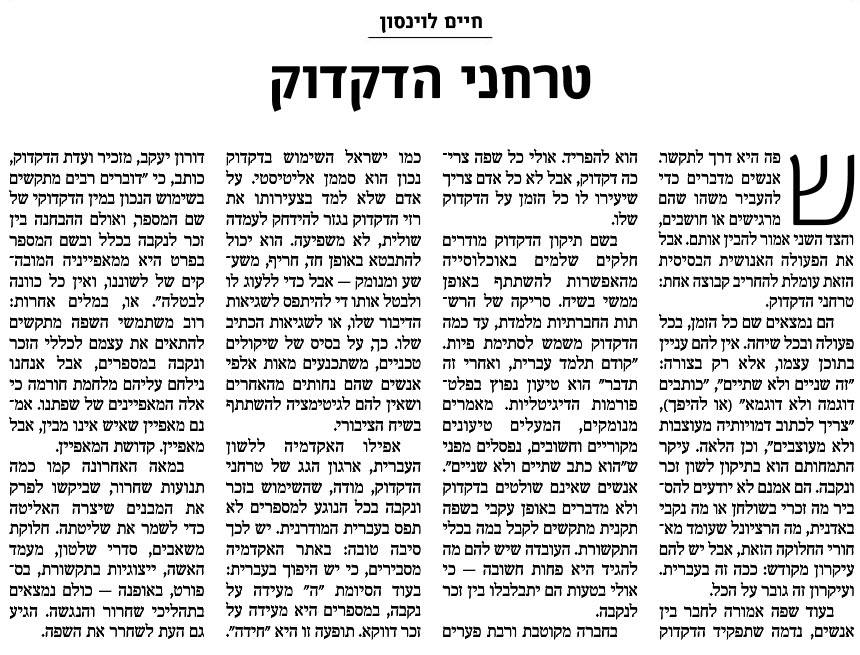 חיים לוינסון
טרחני הדקדוק
שפה היא דרך לתקשר.
אנשים מדברים כדי
להעביר משהו שהם
מרגישים או חושבים,
והצד השני אמור להבין אותם. אבל
את הפעולה האנושית הבסיסית
הזאת עומלת להחריב קבוצה אחת:
טרחני הדקדוק.
הם נמצאים שם כל הזמן, בכל
פעולה ובכל שיחה. אין להם עניין
בתוכן עצמו, אלא רק בצורה:
"זה שניים ולא שתיים", "כותבים
דוגמה ולא דוגמא" (או להיפך),
"צריך לכתוב דמויותיה מעוצבות
ולא מעוצבים", וכן הלאה. עיקר
התמחותם הוא בתיקון לשון זכר
ונקבה. הם אמנם לא יודעים להס־
ביר מה זכרי בשולחן או מה נקבי
באדנית, מה הרציונל שעומד מא־
חורי החלוקה הזאת, אבל יש להם
עיקרון מקודש: ככה זה בעברית.
ועיקרון זה גובר על הכל.
בעוד שפה אמורה לחבר בין
אנשים, נדמה שתפקיד הדקדוק
הוא להפריד. אולי כל שפה צרי־
כה דקדוק, אבל לא כל אדם צריך
שיעירו לו כל הזמן על הדקדוק
שלו.
בשם תיקון הדקדוק מודרים
חלקים שלמים באוכלוסייה
מהאפשרות להשתתף באופן
ממשי בשיח. סריקה של הרש־
תות החברתיות מלמדת, עד כמה
הדקדוק משמש לסתימת פיות.
"קודם תלמד עברית, ואחרי זה
תדבר" הוא טיעון נפוץ בפלט־
פורמות הדיגיטליות. מאמרים
מנומקים, המעלים טיעונים
מקוריים וחשובים, נפסלים מפני
ש"הוא כתב שתיים ולא שניים".
אנשים שאינם שולטים בדקדוק
ולא מדברים באופן עקבי בשפה
תקנית מתקשים לקבל במה בכלי
התקשורת. העובדה שיש להם מה
להגיד היא פחות חשובה — כי
אולי בטעות הם יתבלבלו בין זכר
לנקבה.
בחברה מקוטבת ורבת פערים
כמו ישראל השימוש בדקדוק
נכון הוא סממן אליטיסטי. על
אדם שלא למד בצעירותו את
רזי הדקדוק נגזר להידחק לעמדה
שולית, לא משפיעה. הוא יכול
להתבטא באופן חד, חריף, משע־
שע ומנומק — אבל כדי ללעוג לו
ולבטל אותו די להיתפס לשגיאות
הדיבור שלו, או לשגיאות הכתיב
שלו. כך, על בסיס של שיקולים
טכניים, משתכנעים מאות אלפי
אנשים שהם נחותים מהאחרים
ושאין להם לגיטימציה להשתתף
בשיח הציבורי.
אפילו האקדמיה ללשון
העברית, ארגון הגג של טרחני
הדקדוק, מודה, שהשימוש בזכר
ונקבה בכל הנוגע למספרים לא
תפס בעברית המודרנית. יש לכך
סיבה טובה: באתר האקדמיה
מסבירים, כי יש היפוך בעברית:
בעוד הסיומת "ה" מעידה על
נקבה, במספרים היא מעידה על
זכר דווקא. תופעה זו היא "חידה".
דורון יעקב, מזכיר ועדת הדקדוק,
כותב, כי "דוברים רבים מתקשים
בשימוש הנכון במין הדקדוקי של
שם המספר, ואולם ההבחנה בין
זכר לנקבה בכלל ובשם המספר
בפרט היא ממאפייניה המובה־
קים של לשוננו, ואין כל כוונה
לבטלה". או, במלים אחרות:
רוב משתמשי השפה מתקשים
להתאים את עצמם לכללי הזכר
ונקבה במספרים, אבל אנחנו
נילחם עליהם מלחמת חורמה כי
אלה המאפיינים של שפתנו. אמ־
נם מאפיין שאיש אינו מבין, אבל
מאפיין. קדושת המאפיין.
במאה האחרונה קמו כמה
תנועות שחרור, שביקשו לפרק
את המבנים שיצרה האליטה
כדי לשמר את שליטתה. חלוקת
משאבים, סדרי שלטון, מעמד
האשה, ייצוגיות בתקשורת, בס־
פורט, באופנה — כולם נמצאים
בתהליכי שחרור והנגשה. הגיע
גם העת לשחרר את השפה.